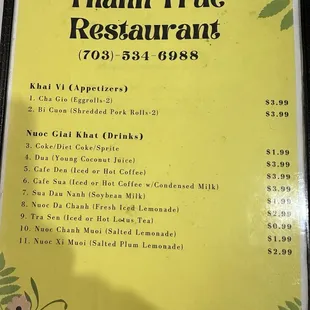 Thanh Truc
Restaurant
(703)-534-6988
Khai Vi (Appetizers)
1. Cha Gio (Eggrolls-2) $3.99
2. Bi Cuon (Shredded Pork Rolls-2) $3.99
Nuoc Giai Khat (Drinks)
3. Coke/Diet Coke/Sprite $1.99
4. Dua (Young Coconut Juice) $3.99
5. Cafe Den (Iced or Hot Coffee) $3.99
6. Cafe Sua (Iced or Hot Coffee w/Condensed Milk) $3.99
7. Sua Dau Nanh (Soybean Milk)
8. Nuoc Da Chanh (Fresh Iced Lemonade) $2.99
9. Tra Sen (Iced or Hot Lotus Tea) $0.99
10. Nuoc Chanh Muoi (Salted Lemonade) $1.99
11. Nuoc Xi Muoi (Salted Plum Lemonade) $2.99